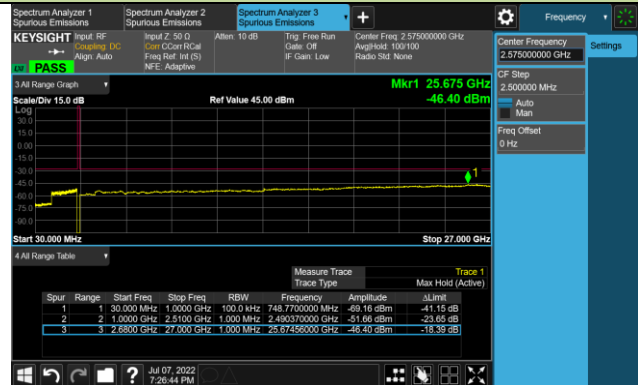 Spectrum Analyzer 1 Spectrum Analyzer 2 Spectrum Analyzer 3 Frequency
Spurious Emissions Spurious Emissions Spurious Emissions
KEYSIGHT Input: RF Input Z: 50 Ω Atten: 10 dB Trig: Free Run Center Freq: 2.575000000 GHz
Coupling: DC Corr CCorr RCal Gate: Off Avg|Hold: 100/100
Align: Auto Freq Ref: Int (S) IF Gain: Low Radio Std: None
NFE: Adaptive
PASS
Center Frequency
2.575000000 GHz
Settings
CF Step
2.500000 MHz
Auto
Man
Freq Offset
0 Hz
3 All Range Graph
Mkr1 25.675 GHz
Scale/Div 15.0 dB Ref Value 45.00 dBm -46.40 dBm
Log
30.0
15.0
0.00
-15.0
-30.0
-45.0
-60.0
-75.0
-90.0
1
Start 30.000 MHz Stop 27.000 GHz
4 All Range Table
Measure Trace Trace 1
Trace Type Max Hold (Active)
Spur Range Start Freq Stop Freq RBW Frequency Amplitude ΔLimit
1 1 30.000 MHz 1.0000 GHz 100.0 kHz 748.7700000 MHz -69.16 dBm -41.15 dB
2 2 1.0000 GHz 2.5100 GHz 1.000 MHz 2.490370000 GHz -51.66 dBm -23.65 dB
3 3 2.6800 GHz 27.000 GHz 1.000 MHz 25.67456000 GHz -46.40 dBm -18.39 dB
? Jul 07, 2022
7:26:44 PM